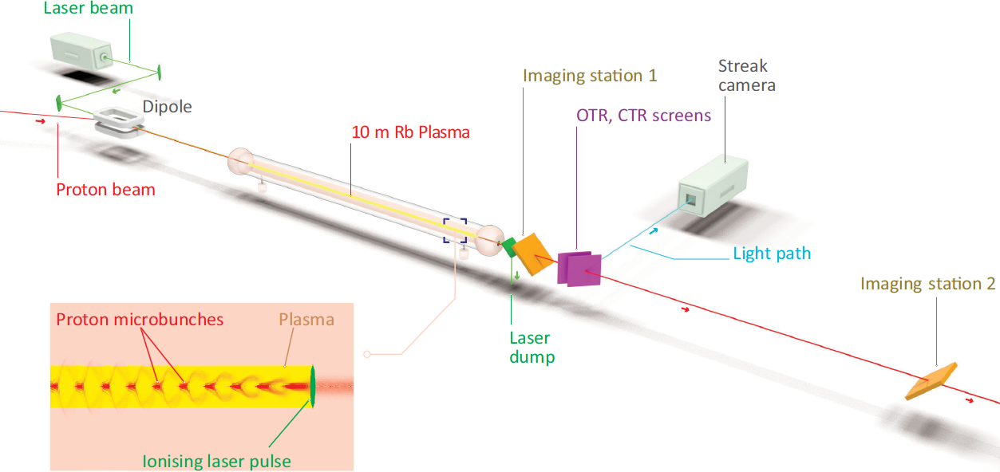 Laser beam
Dipole
Proton beam
10 m Rb Plasma
Imaging station 1
OTR, CTR screens
Streak
camera
Light path
Imaging station 2
Laser
dump
Proton microbunches
Plasma
Ionising laser pulse